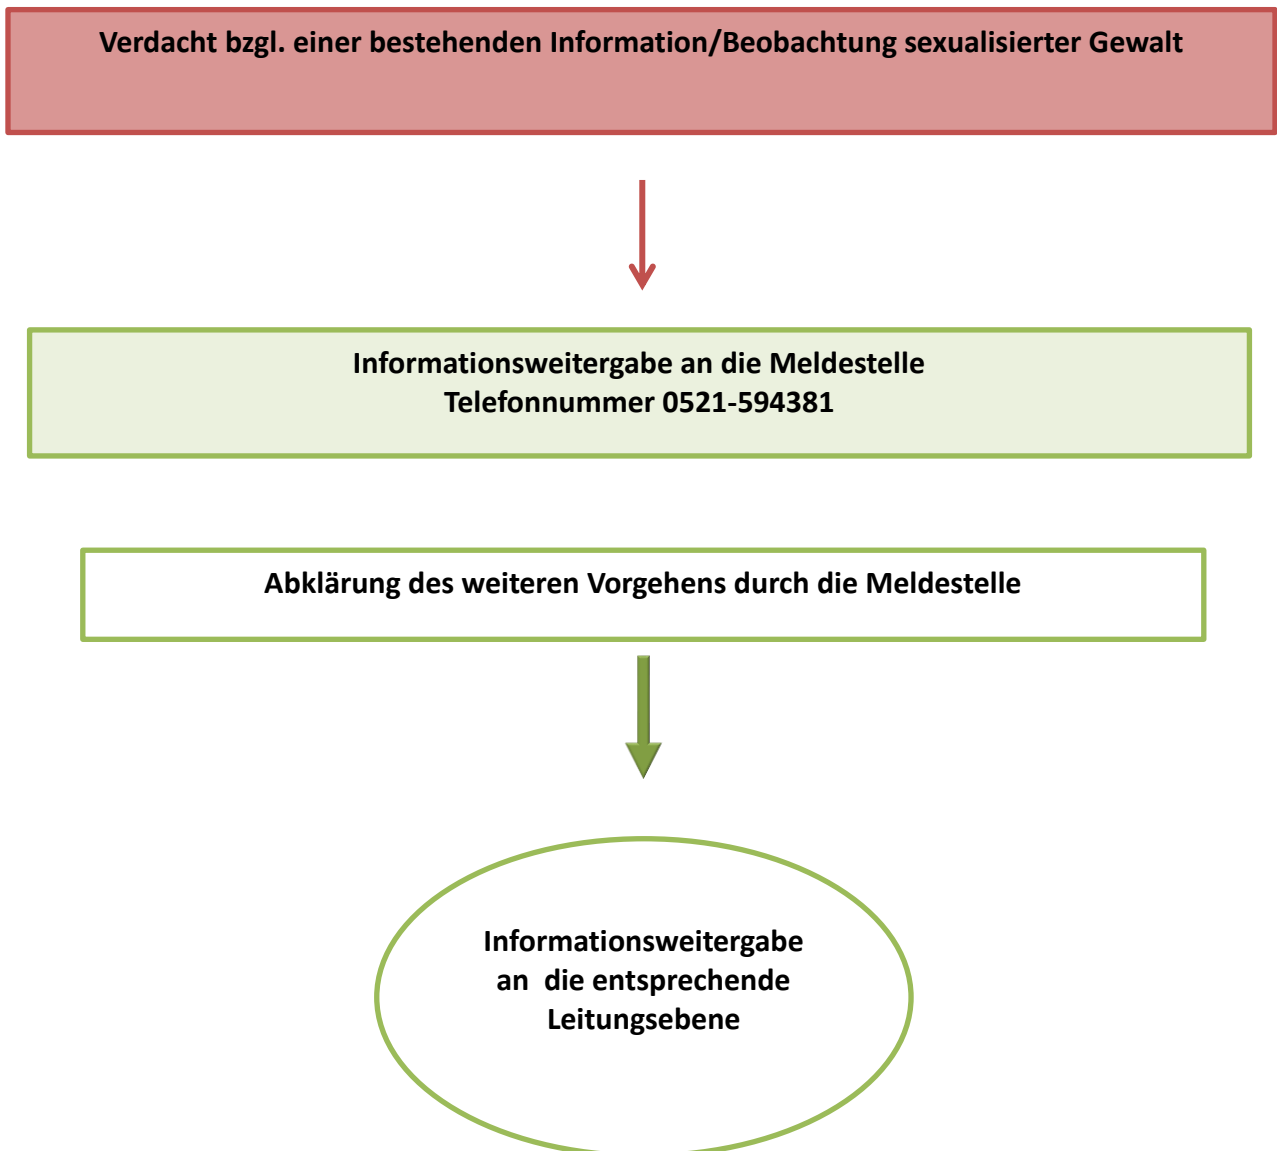 Verdacht bzgl. einer bestehenden Information/Beobachtung sexualisierter Gewalt
Informationsweitergabe an die Meldestelle
Telefonnummer 0521-594381
Abklärung des weiteren Vorgehens durch die Meldestelle
Informationsweitergabe
an  die entsprechende
Leitungsebene